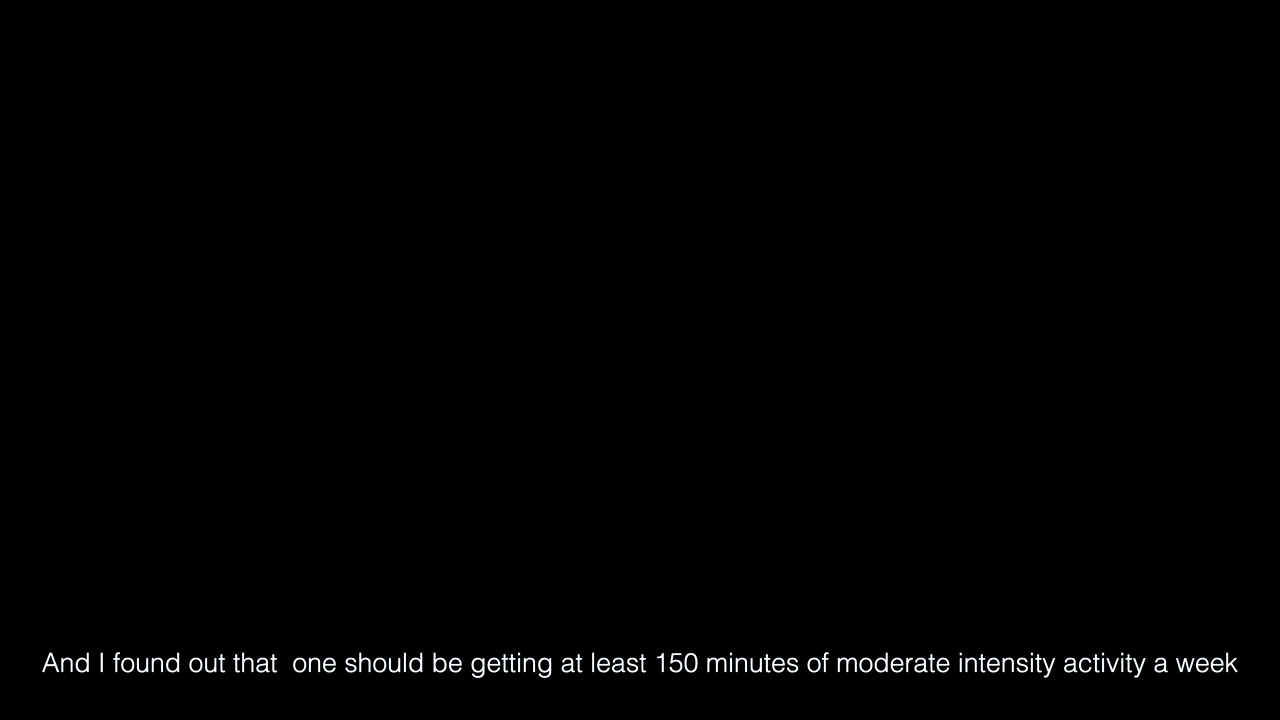 And I found out that  one should be getting at least 150 minutes of moderate intensity activity a week